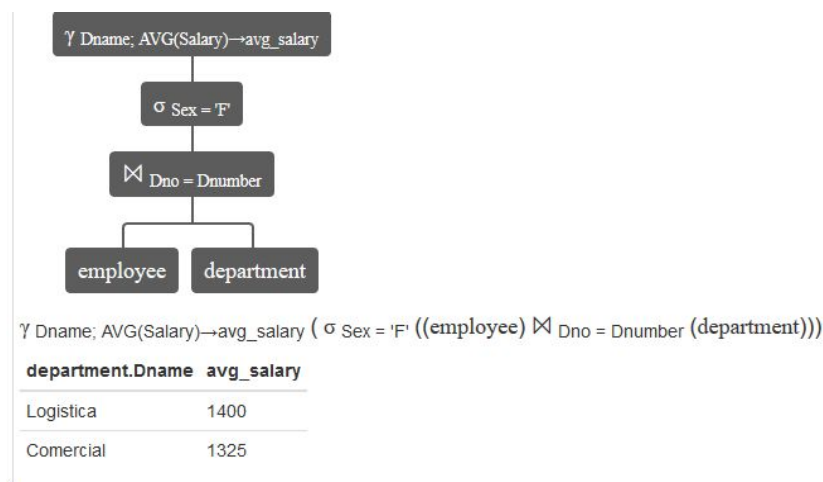 γ Dname; AVG(Salary)→avg_salary
σ Sex = 'F'
⋈ Dno = Dnumber
employee department
γ Dname; AVG(Salary)→avg_salary ( σ Sex = 'F' ((employee) ⋈ Dno = Dnumber (department)))
department.Dname avg_salary
Logistica 1400
Comercial 1325